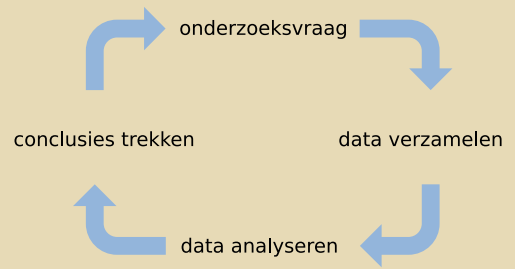 onderzoeksvraag
conclusies trekken
data verzamelen
data analyseren